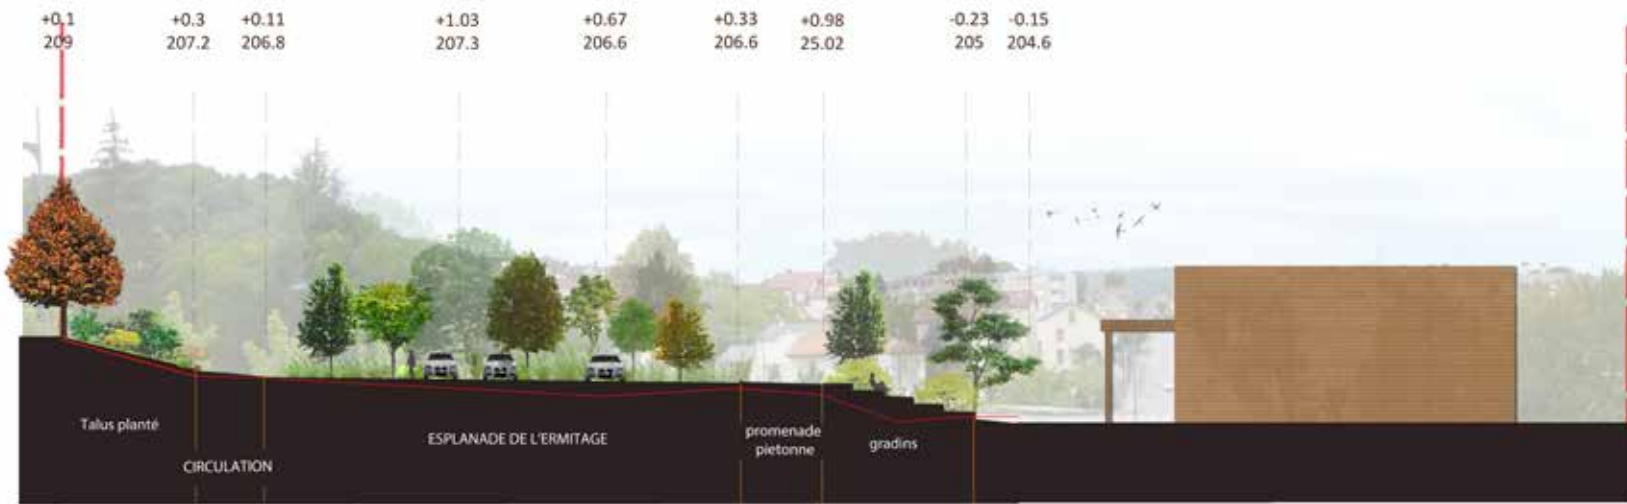 +0.1 +0.3 +0.11 +1.03 +0.67 +0.33 +0.98 -0.23 -0.15
209 207.2 206.8 207.3 206.6 206.6 25.02 205 204.6
Talus planté
CIRCULATION
ESPLANADE DE L'ERMITAGE
promenade
pietonne
gradins